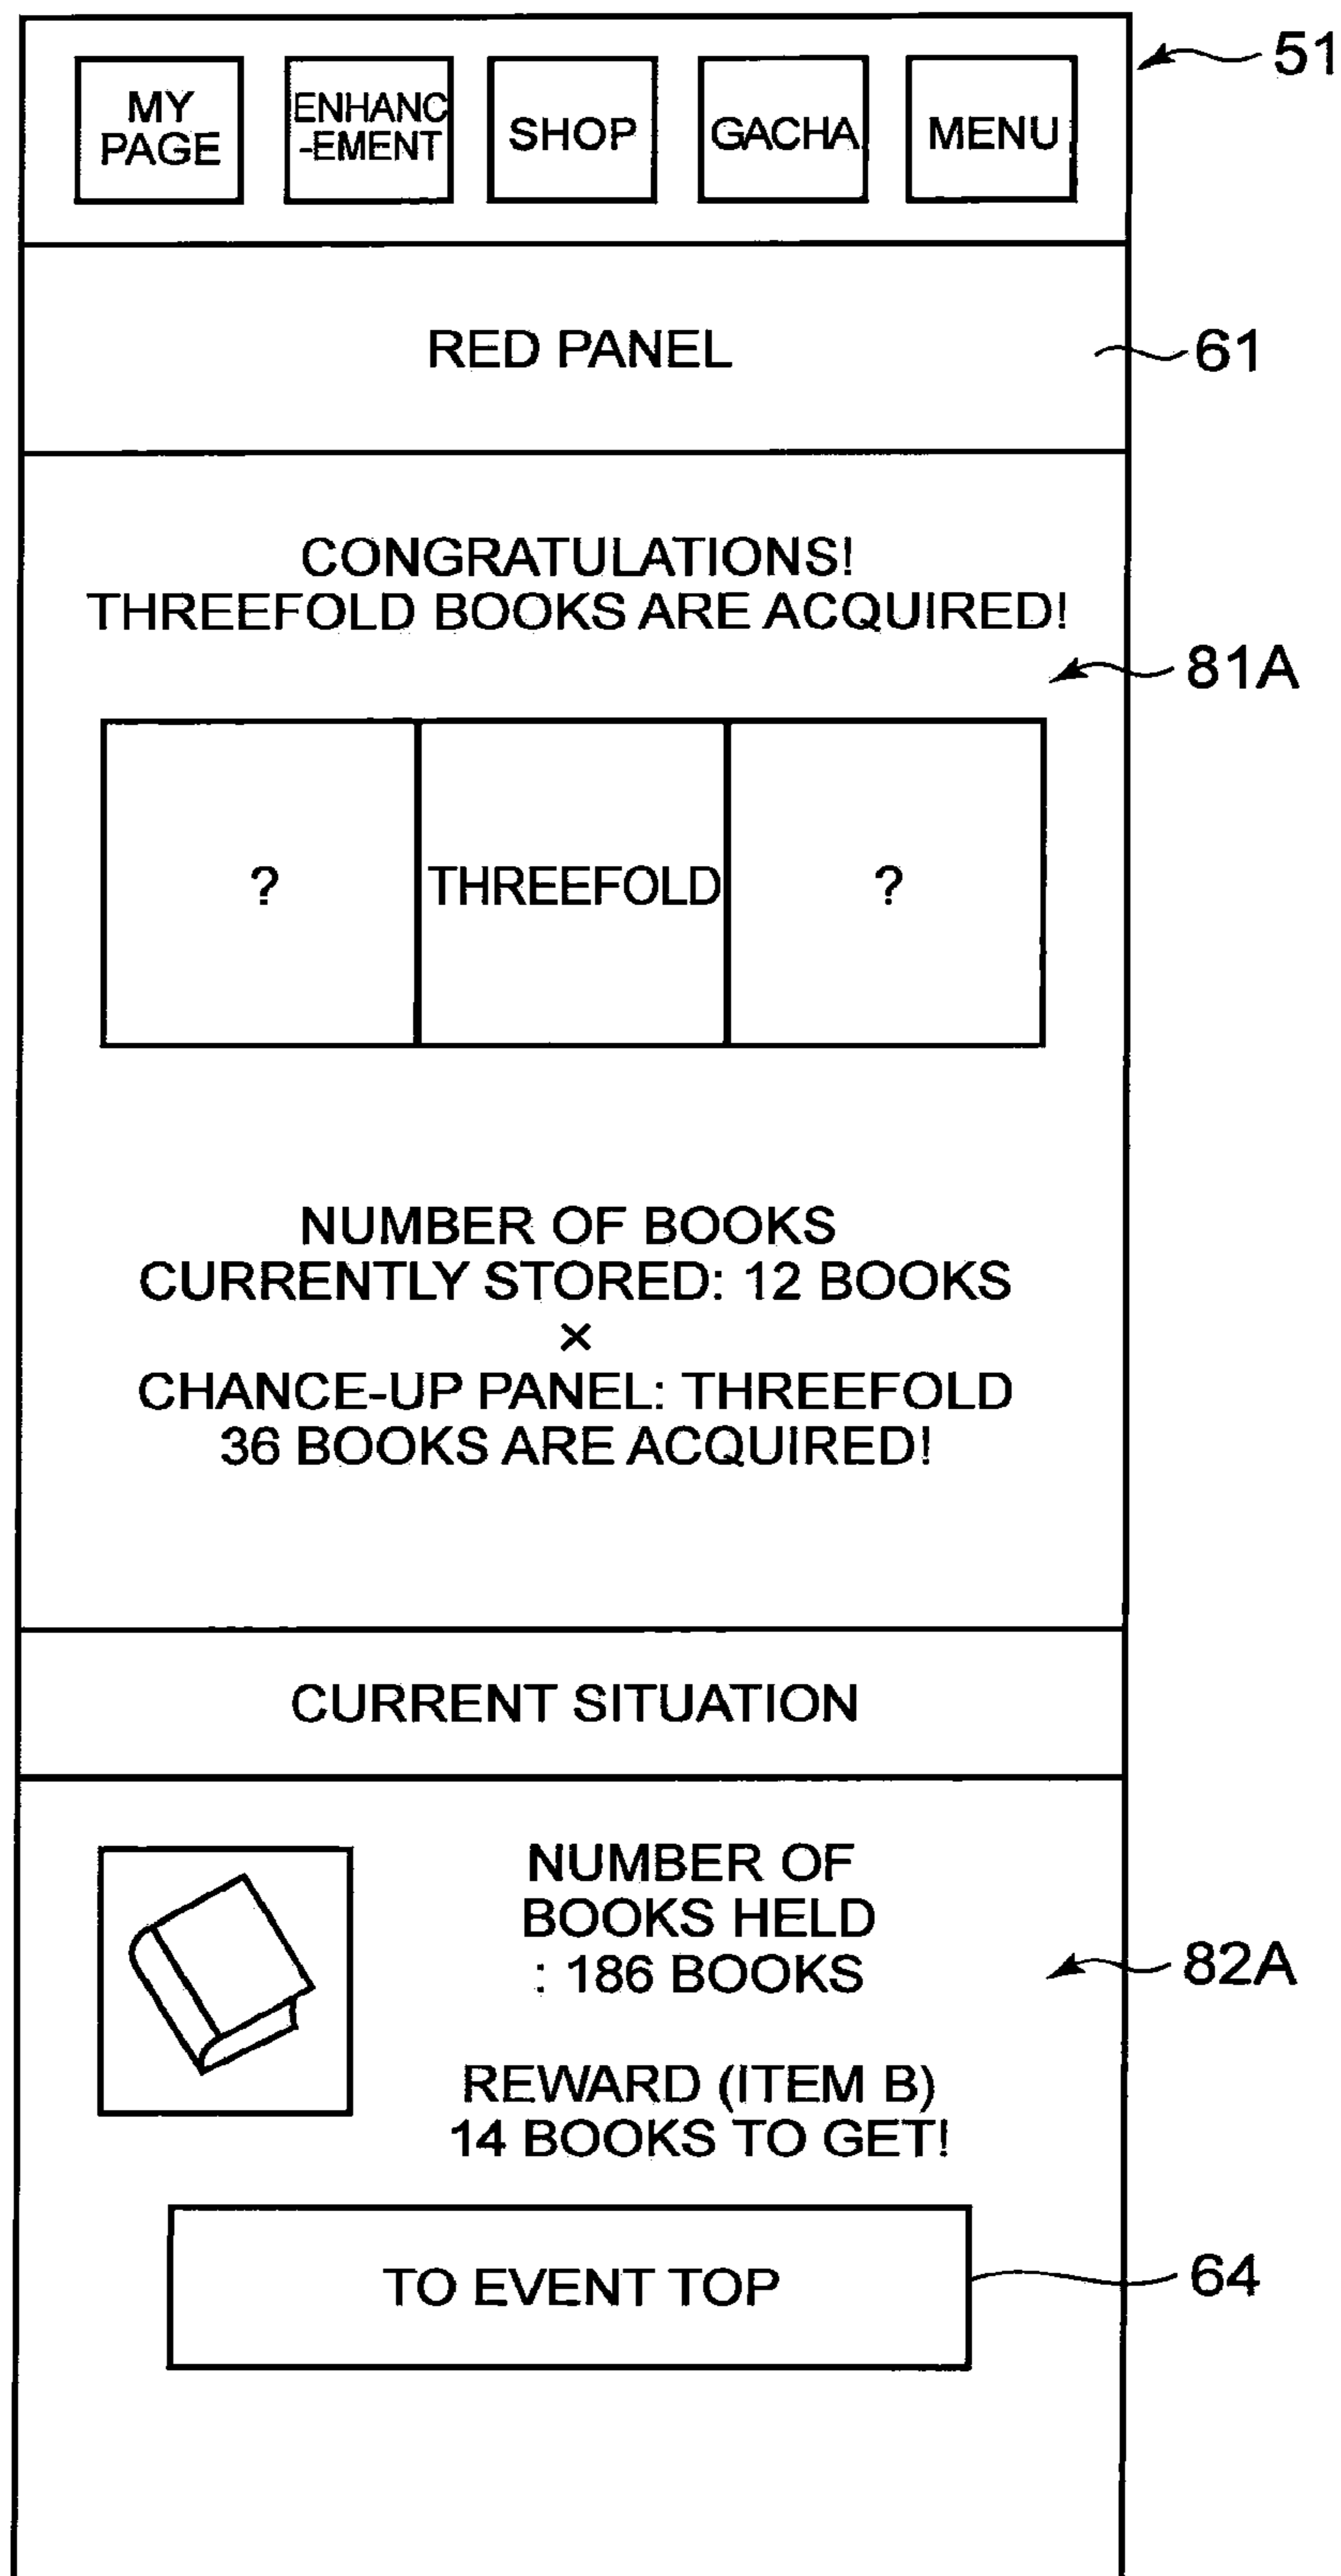 51
MY
PAGE
ENHANC
-EMENT
SHOP
GACHA
MENU
RED PANEL
61
CONGRATULATIONS!
THREEFOLD BOOKS ARE ACQUIRED!
81A
?
THREEFOLD
?
NUMBER OF BOOKS
CURRENTLY STORED: 12 BOOKS
×
CHANCE-UP PANEL: THREEFOLD
36 BOOKS ARE ACQUIRED!
CURRENT SITUATION
NUMBER OF
BOOKS HELD
: 186 BOOKS
82A
REWARD (ITEM B)
14 BOOKS TO GET!
TO EVENT TOP
64